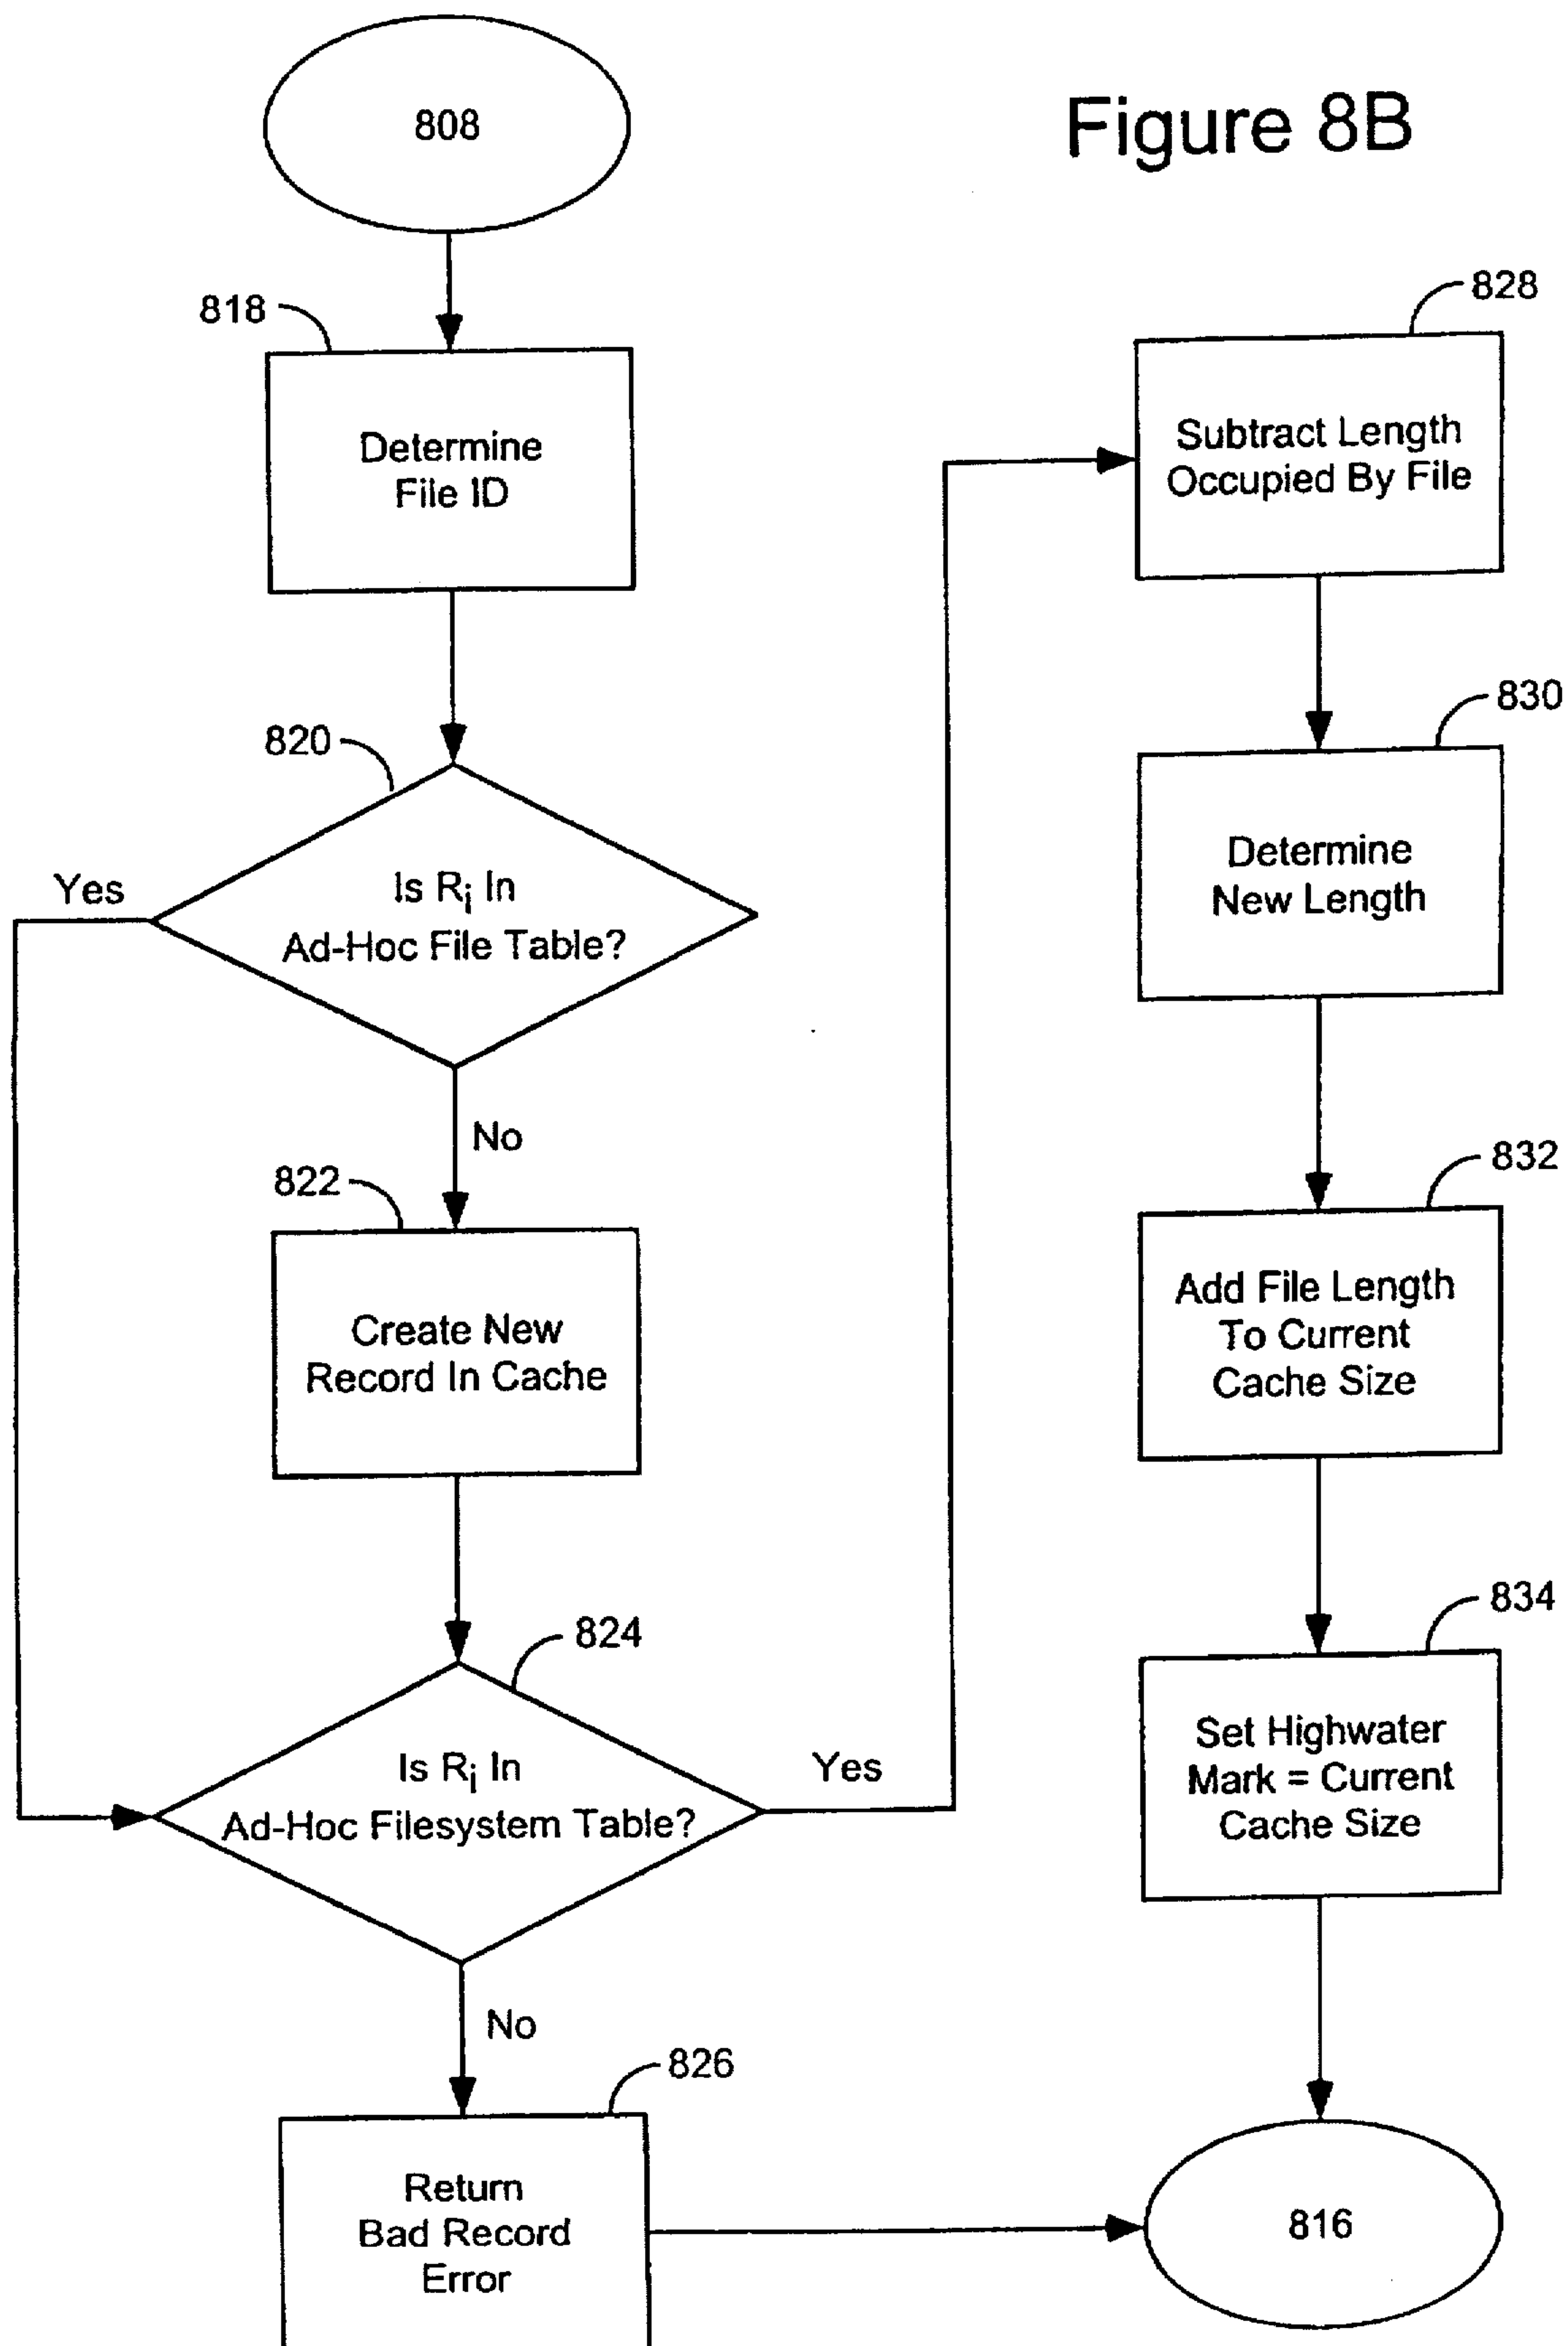 Figure 8B
808
818
Determine
File ID
820
Yes
Is Ri In
Ad-Hoc File Table?
No
822
Create New
Record In Cache
824
Is Ri In
Ad-Hoc Filesystem Table?
Yes
No
826
Return
Bad Record
Error
828
Subtract Length
Occupied By File
830
Determine
New Length
832
Add File Length
To Current
Cache Size
834
Set Highwater
Mark = Current
Cache Size
816